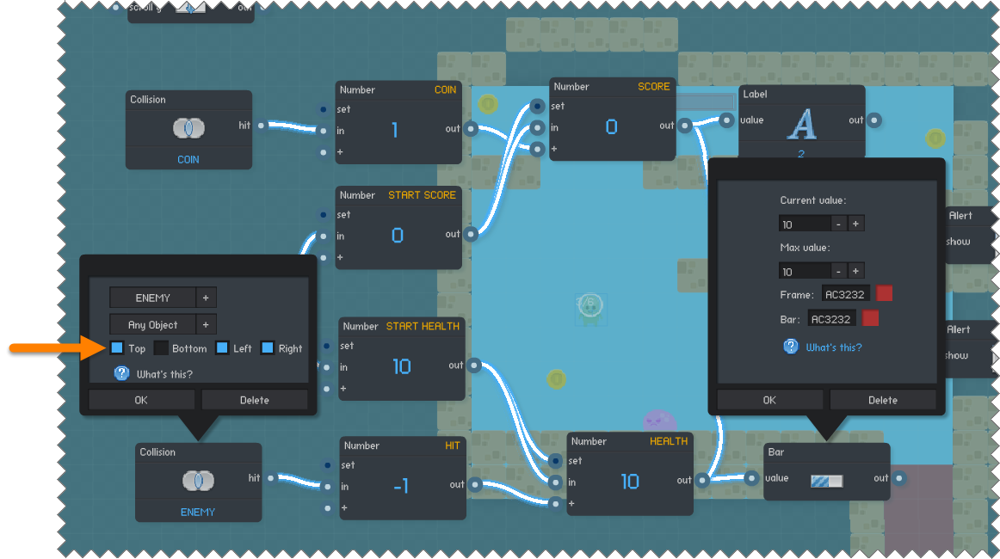 scroll y out
Collision
hit
COIN
Number COIN
set
in out
+
1
Number SCORE
set
in out
+
0
Label
value out
A
2
Number START SCORE
set
in out
+
0
ENEMY +
Any Object +
Top Bottom Left Right
? What's this?
OK Delete
Number START HEALTH
set
in out
+
10
Current value:
10 - +
Max value:
10 - +
Frame: AC3232
Bar: AC3232
? What's this?
OK Delete
Alert
show
Alert
show
Collision
hit
ENEMY
Number HIT
set
in out
+
-1
Number HEALTH
set
in out
+
10
Bar
value out